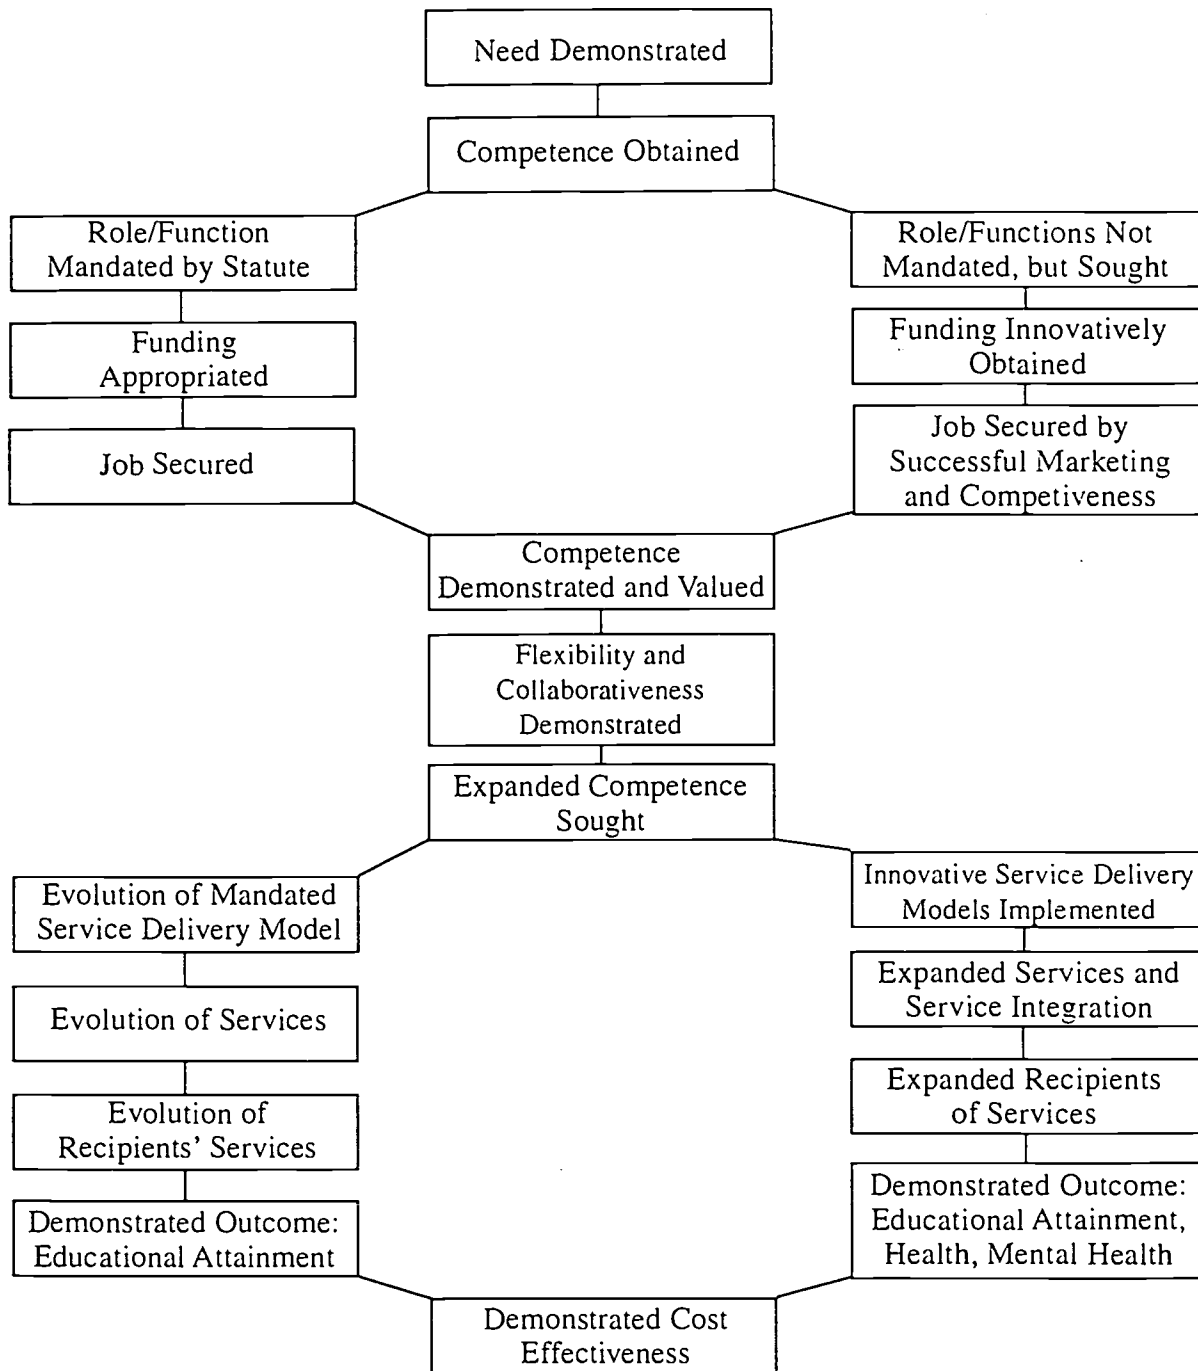 Need Demonstrated
Competence Obtained
Role/Function
Mandated by Statute
Role/Functions Not
Mandated, but Sought
Funding
Appropriated
Funding Innovatively
Obtained
Job Secured
Job Secured by
Successful Marketing
and Competiveness
Competence
Demonstrated and Valued
Flexibility and
Collaborativeness
Demonstrated
Expanded Competence
Sought
Evolution of Mandated
Service Delivery Model
Innovative Service Delivery
Models Implemented
Evolution of Services
Expanded Services and
Service Integration
Evolution of
Recipients' Services
Expanded Recipients
of Services
Demonstrated Outcome:
Educational Attainment
Demonstrated Outcome:
Educational Attainment,
Health, Mental Health
Demonstrated Cost
Effectiveness